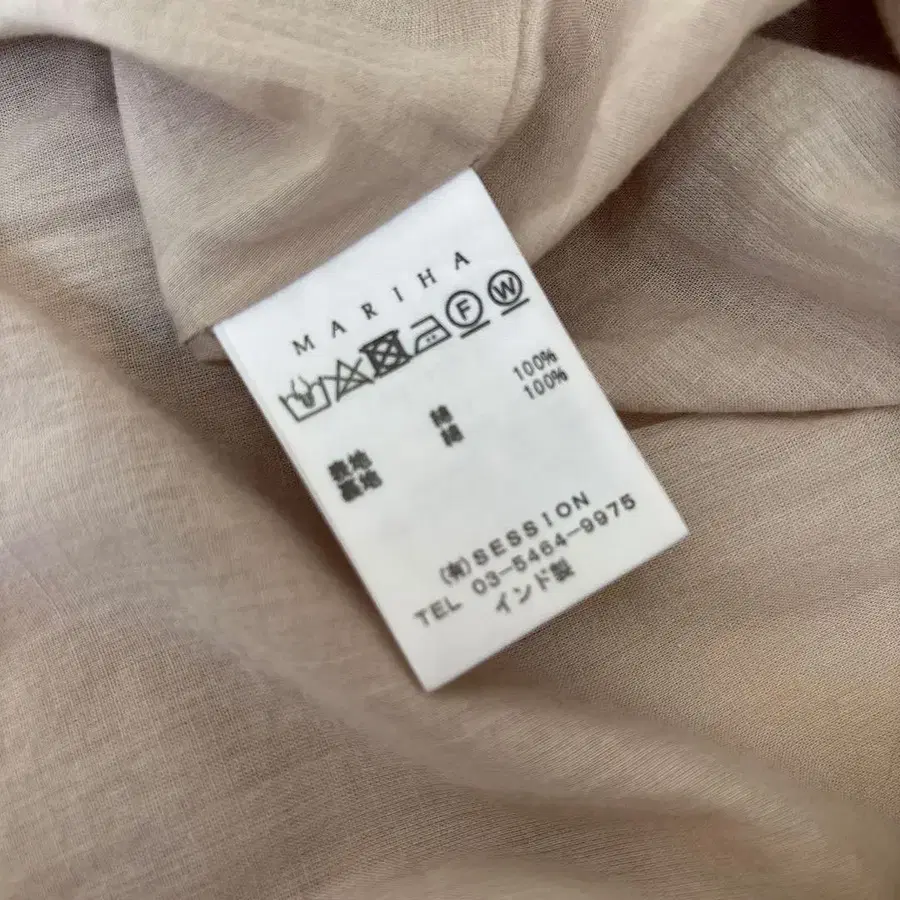 MARIHA
F W
表地 綿 100%
裏地 綿 100%
(有)SESSION
TEL 03-5464-9975
インド製